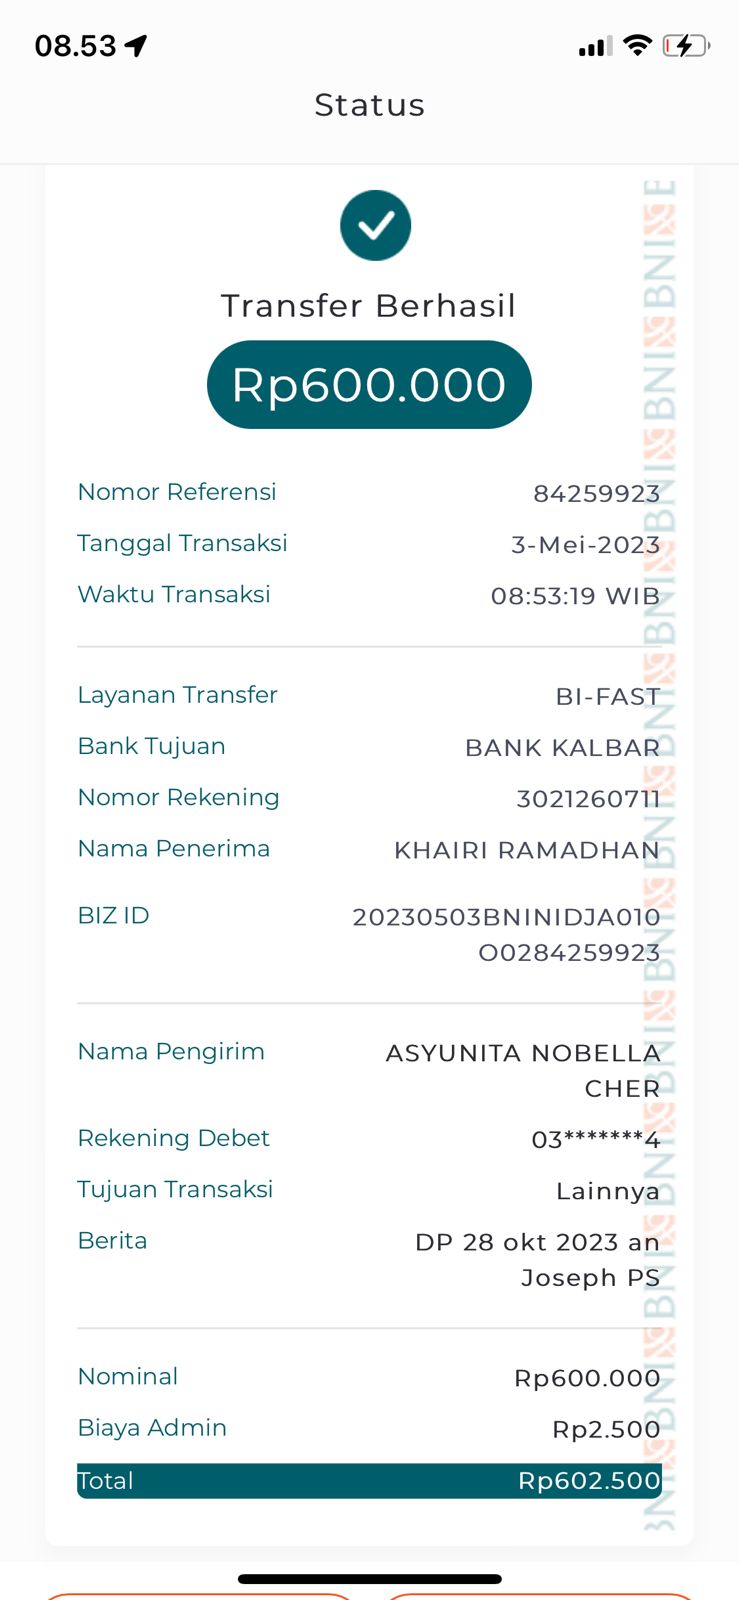 08.53
Status
Transfer Berhasil
Rp600.000
Nomor Referensi 84259923
Tanggal Transaksi 3-Mei-2023
Waktu Transaksi 08:53:19 WIB
Layanan Transfer BI-FAST
Bank Tujuan BANK KALBAR
Nomor Rekening 3021260711
Nama Penerima KHAIRI RAMADHAN
BIZ ID 20230503BNINIDJA010
O0284259923
Nama Pengirim ASYUNITA NOBELLA
CHER
Rekening Debet 03*******4
Tujuan Transaksi Lainnya
Berita DP 28 okt 2023 an
Joseph PS
Nominal Rp600.000
Biaya Admin Rp2.500
Total Rp602.500
BNI BNI BNI BNI BNI BNI BNI BNI BNI BNI BNI